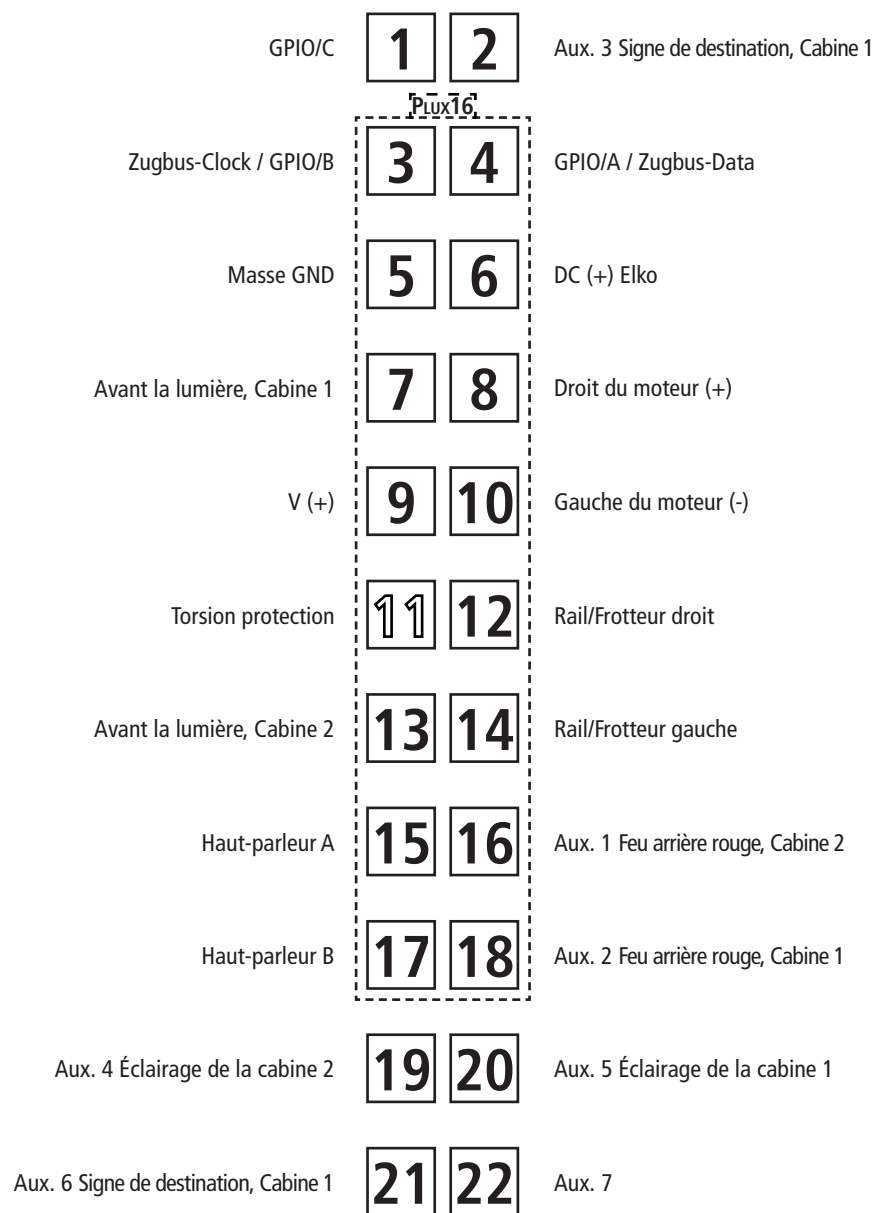 GPIO/C 1 2 Aux. 3 Signe de destination, Cabine 1
PLUX16
Zugbus-Clock / GPIO/B 3 4 GPIO/A / Zugbus-Data
Masse GND 5 6 DC (+) Elko
Avant la lumière, Cabine 1 7 8 Droit du moteur (+)
V (+) 9 10 Gauche du moteur (-)
Torsion protection 11 12 Rail/Frotteur droit
Avant la lumière, Cabine 2 13 14 Rail/Frotteur gauche
Haut-parleur A 15 16 Aux. 1 Feu arrière rouge, Cabine 2
Haut-parleur B 17 18 Aux. 2 Feu arrière rouge, Cabine 1
Aux. 4 Éclairage de la cabine 2 19 20 Aux. 5 Éclairage de la cabine 1
Aux. 6 Signe de destination, Cabine 1 21 22 Aux. 7